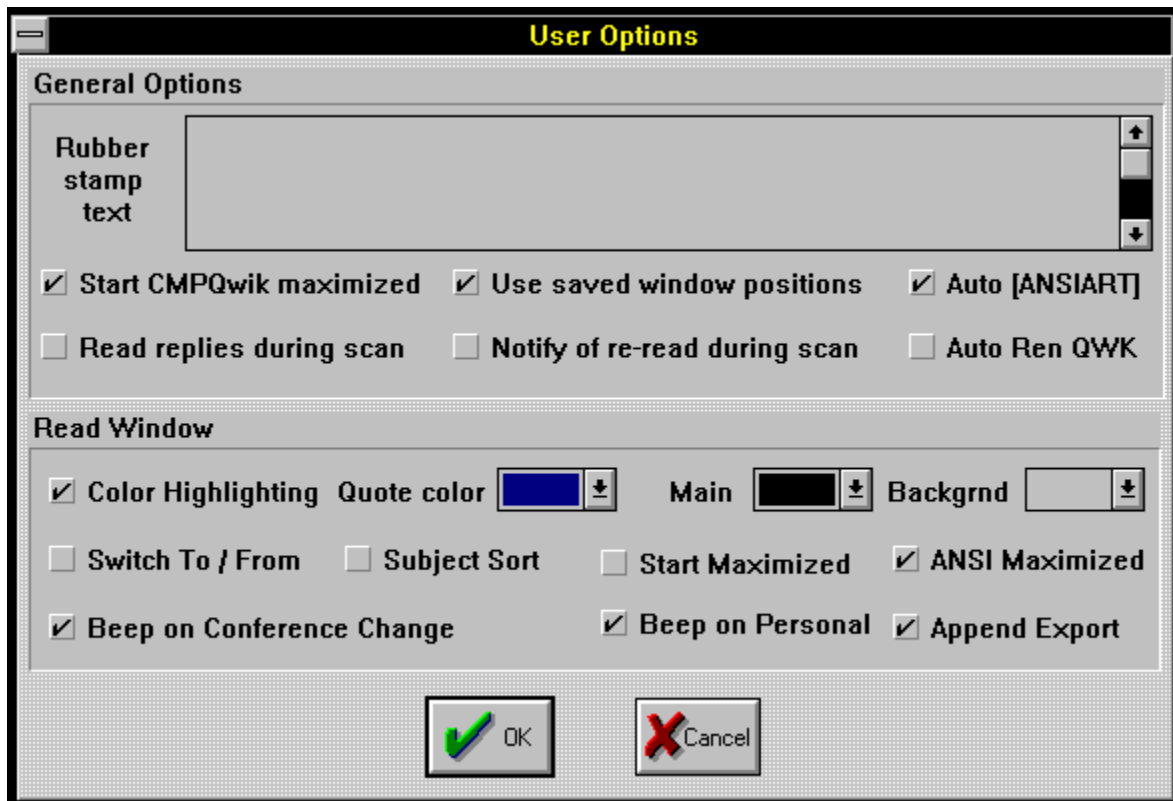 User Options
General Options
Rubber
stamp
text
Start CMPQwik maximized Use saved window positions Auto [ANSIART]
Read replies during scan Notify of re-read during scan Auto Ren QWK
Read Window
Color Highlighting Quote color Main Backgrnd
Switch To / From Subject Sort Start Maximized ANSI Maximized
Beep on Conference Change Beep on Personal Append Export
OK Cancel